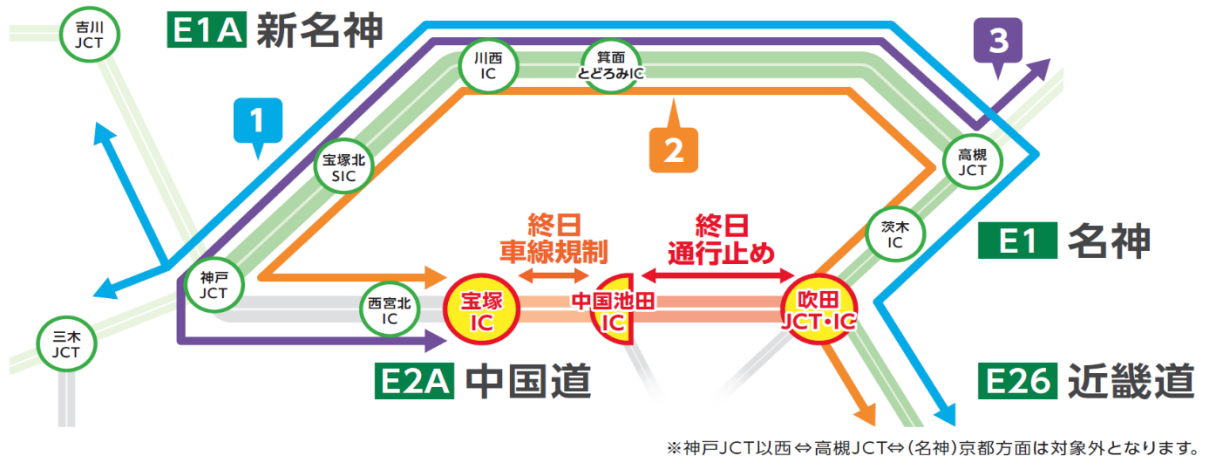 吉川
JCT
E1A 新名神
川西
IC
箕面
とどろみIC
3
1
2
宝塚北
SIC
高槻
JCT
茨木
IC
終日
車線規制
終日
通行止め
E1 名神
神戸
JCT
西宮北
IC
宝塚
IC
中国池田
IC
吹田
JCT・IC
三木
JCT
E2A 中国道
E26 近畿道
※神戸JCT以西⇔高槻JCT⇔(名神)京都方面は対象外となります。